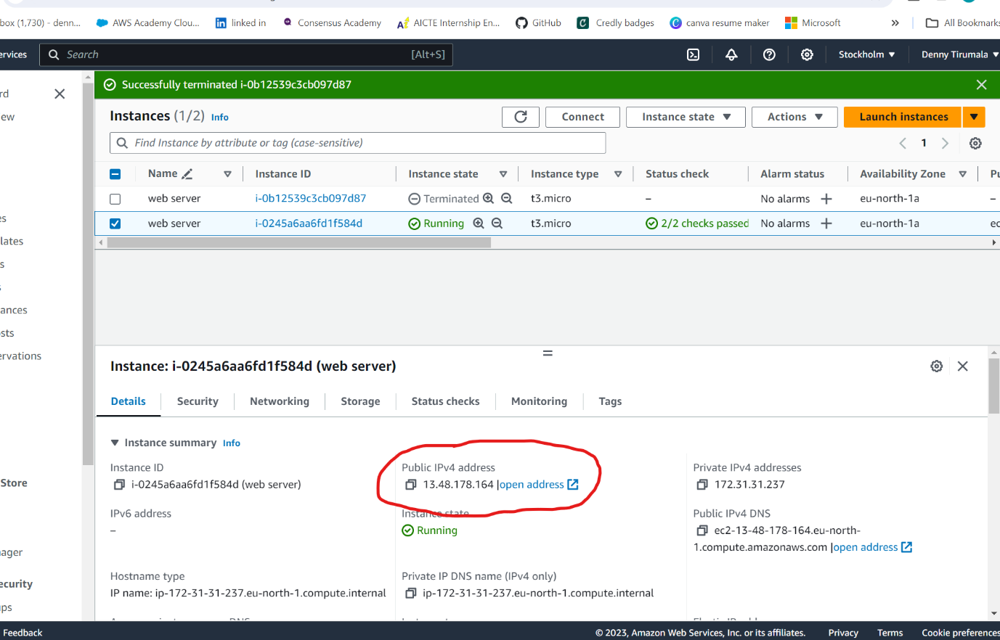 box (1,730) - denn...
AWS Academy Clou...
linked in
Consensus Academy
AICTE Internship En...
GitHub
Credly badges
canva resume maker
Microsoft
»
All Bookmarks
ervices
Search
[Alt+S]
Stockholm ▼
Denny Tirumala ▼
rd
ew
es
lates
s
s
ances
sts
ervations
Store
ager
ecurity
ps
Successfully terminated i-0b12539c3cb097d87
Instances (1/2) Info
Connect
Instance state ▼
Actions ▼
Launch instances ▼
Find Instance by attribute or tag (case-sensitive)
1
Name Instance ID Instance state Instance type Status check Alarm status Availability Zone Pu
web server i-0b12539c3cb097d87 Terminated t3.micro – No alarms + eu-north-1a –
web server i-0245a6aa6fd1f584d Running t3.micro 2/2 checks passed No alarms + eu-north-1a ec
Instance: i-0245a6aa6fd1f584d (web server)
Details Security Networking Storage Status checks Monitoring Tags
▼ Instance summary Info
Instance ID
i-0245a6aa6fd1f584d (web server)
Public IPv4 address
13.48.178.164 |open address
Private IPv4 addresses
172.31.31.237
IPv6 address
–
Instance state
Running
Public IPv4 DNS
ec2-13-48-178-164.eu-north-
1.compute.amazonaws.com |open address
Hostname type
IP name: ip-172-31-31-237.eu-north-1.compute.internal
Private IP DNS name (IPv4 only)
ip-172-31-31-237.eu-north-1.compute.internal
Feedback
© 2023, Amazon Web Services, Inc. or its affiliates.
Privacy
Terms
Cookie preferences